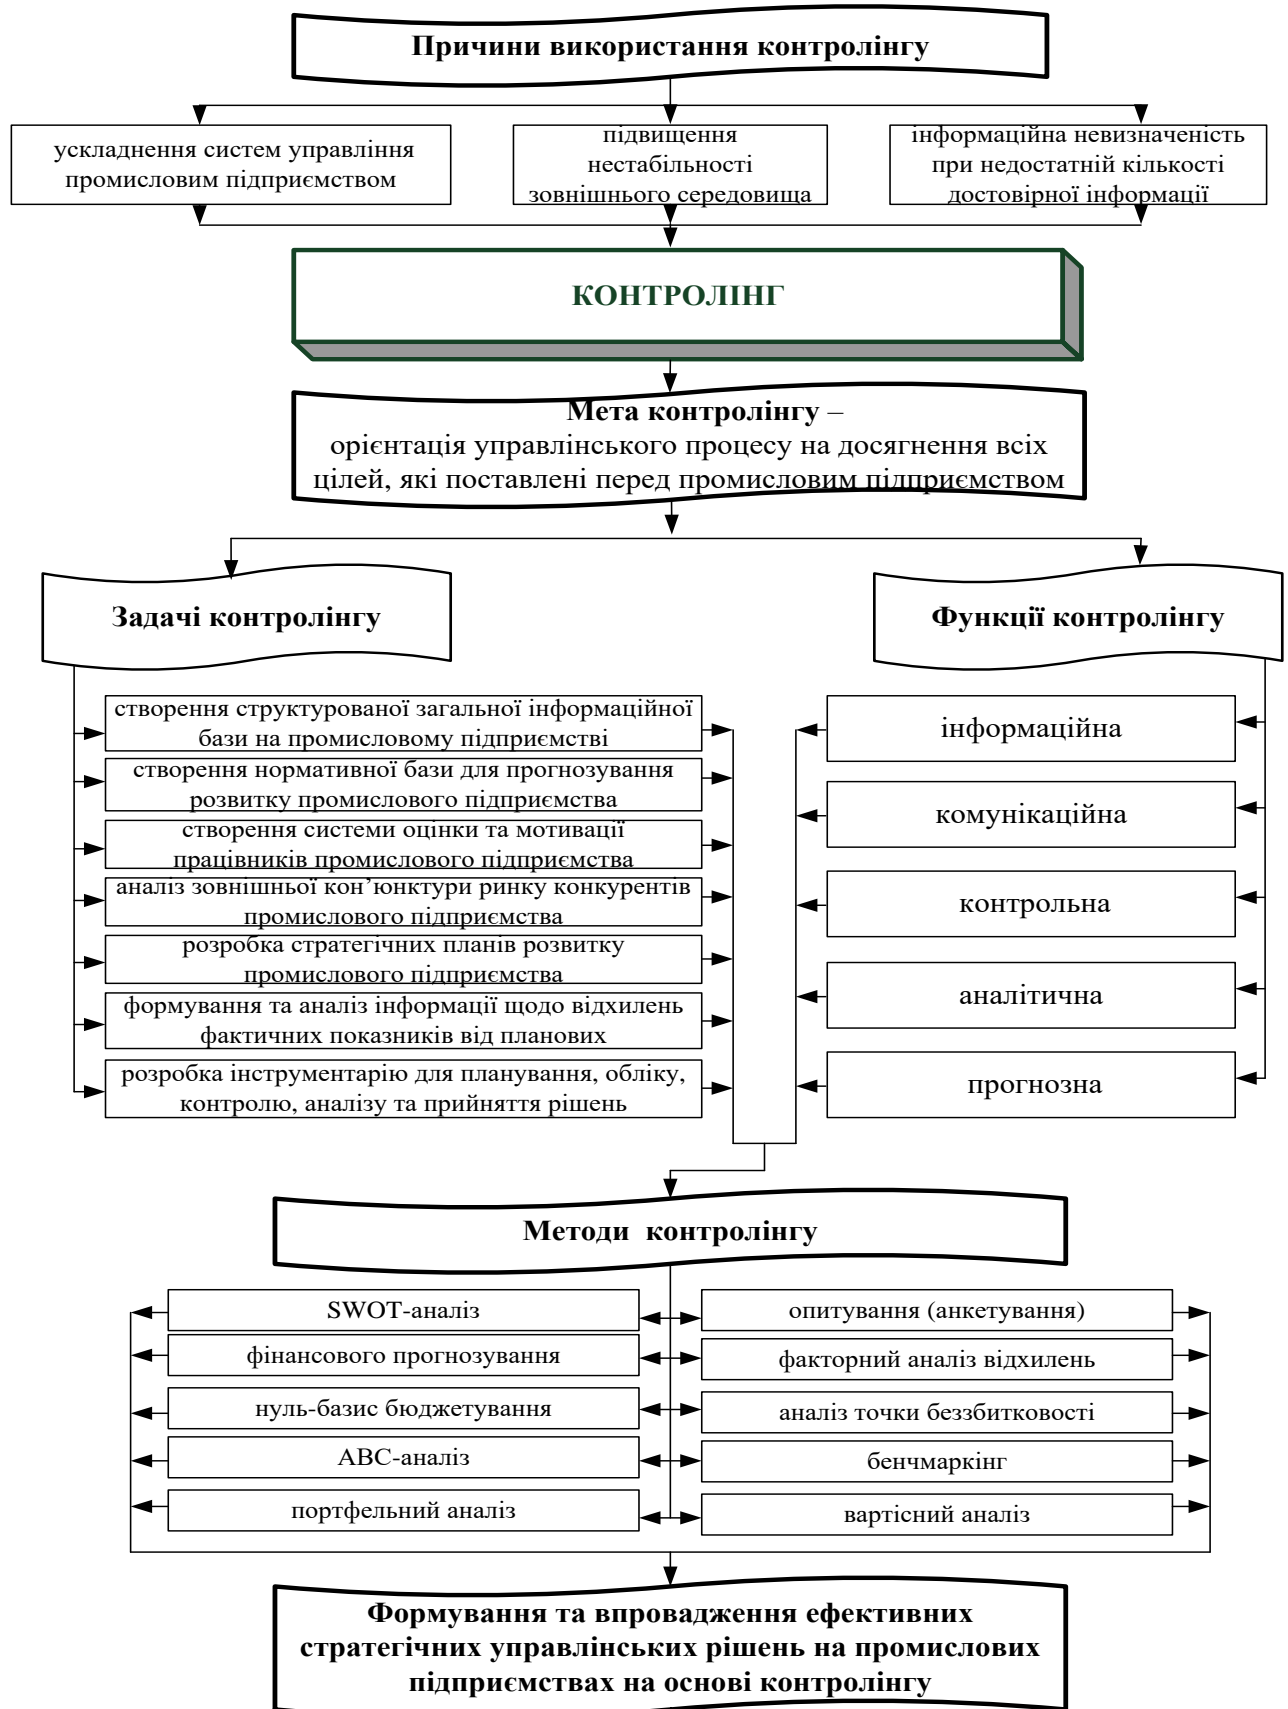 Причини використання контролінгу
ускладнення систем управління
промисловим підприємством
підвищення
нестабільності
зовнішнього середовища
інформаційна невизначеність
при недостатній кількості
достовірної інформації
КОНТРОЛІНГ
Мета контролінгу –
орієнтація управлінського процесу на досягнення всіх
цілей, які поставлені перед промисловим підприємством
Задачі контролінгу
створення структурованої загальної інформаційної
бази на промисловому підприємстві
створення нормативної бази для прогнозування
розвитку промислового підприємства
створення системи оцінки та мотивації
працівників промислового підприємства
аналіз зовнішньої кон’юнктури ринку конкурентів
промислового підприємства
розробка стратегічних планів розвитку
промислового підприємства
формування та аналіз інформації щодо відхилень
фактичних показників від планових
розробка інструментарію для планування, обліку,
контролю, аналізу та прийняття рішень
Функції контролінгу
інформаційна
комунікаційна
контрольна
аналітична
прогнозна
Методи контролінгу
SWOT-аналіз
фінансового прогнозування
нуль-базис бюджетування
АВС-аналіз
портфельний аналіз
опитування (анкетування)
факторний аналіз відхилень
аналіз точки беззбитковості
бенчмаркінг
вартісний аналіз
Формування та впровадження ефективних
стратегічних управлінських рішень на промислових
підприємствах на основі контролінгу